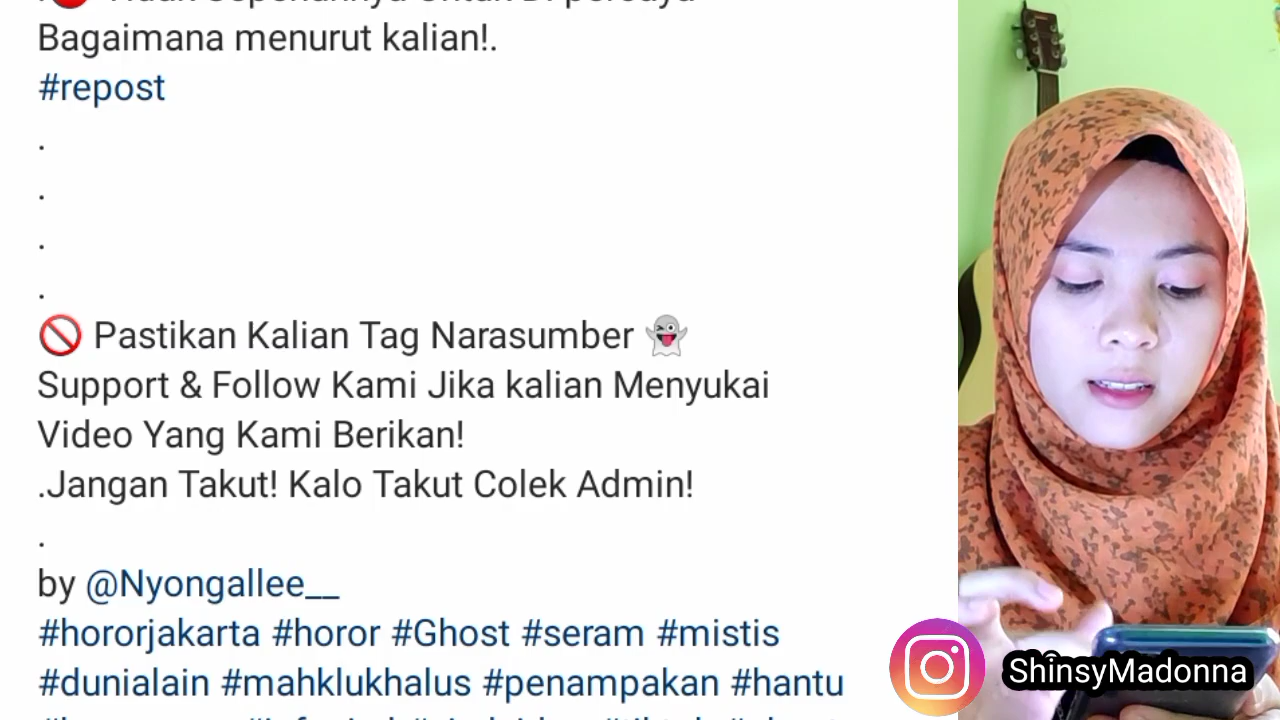 Bagaimana menurut kalian!.
#repost
.
.
.
.
🚫 Pastikan Kalian Tag Narasumber 👻
Support & Follow Kami Jika kalian Menyukai
Video Yang Kami Berikan!
.Jangan Takut! Kalo Takut Colek Admin!
.
by @Nyongallee__
#hororjakarta #horor #Ghost #seram #mistis
#dunialain #mahklukhalus #penampakan #hantu
ShinsyMadonna